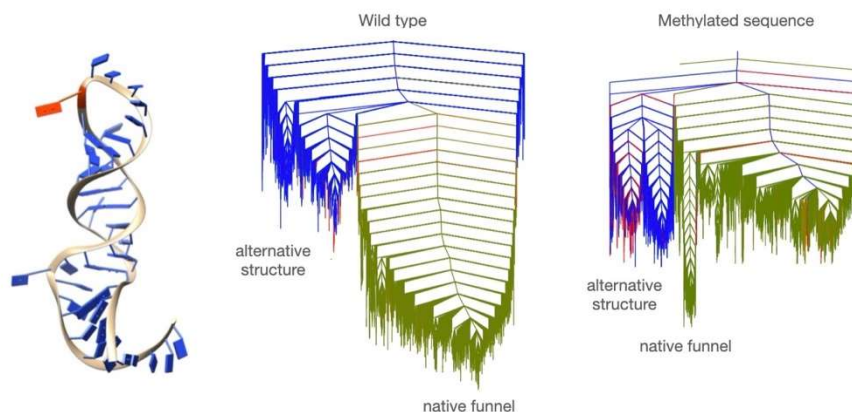 Wild type
Methylated sequence
alternative
structure
native funnel
alternative
structure
native funnel